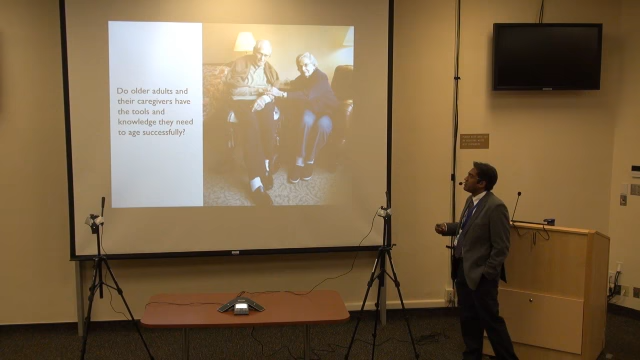 Do older adults and
their caregivers have
the tools and
knowledge they need
to age successfully?